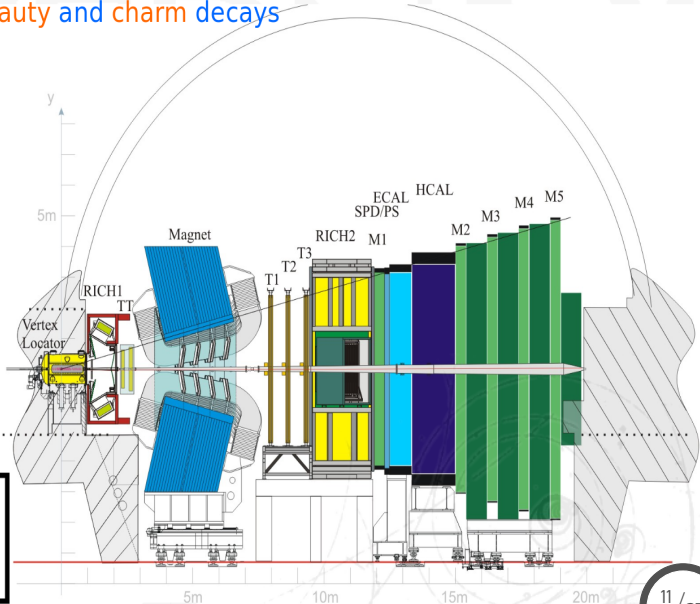 auty and charm decays
y
5m
HCAL
ECAL
SPD/PS
M5
M4
M3
M2
M1
RICH2
Magnet
T3
T2
T1
RICH1
TT
Vertex
Locator
5m
10m
15m
20m
11 /